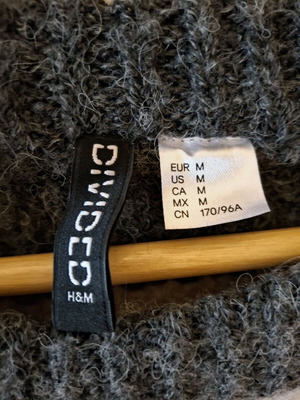 DIVIDED
H&M
EUR M
US M
CA M
MX M
CN 170/96A